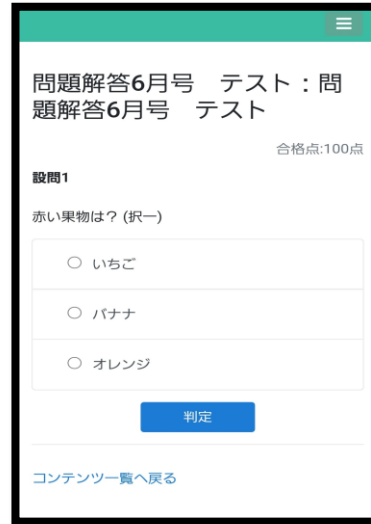 問題解答6月号　テスト：問
題解答6月号　テスト
合格点:100点
設問1
赤い果物は？(択一)
いちご
バナナ
オレンジ
判定
コンテンツ一覧へ戻る